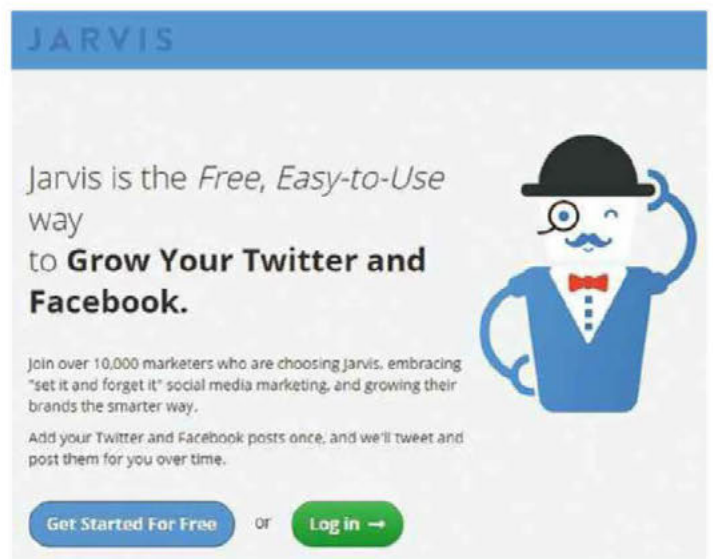 JARVIS
Jarvis is the Free, Easy-to-Use
way
to Grow Your Twitter and
Facebook.
Join over 10,000 marketers who are choosing Jarvis, embracing
"set it and forget it" social media marketing, and growing their
brands the smarter way.
Add your Twitter and Facebook posts once, and we'll tweet and
post them for you over time.
Get Started For Free or Log in →